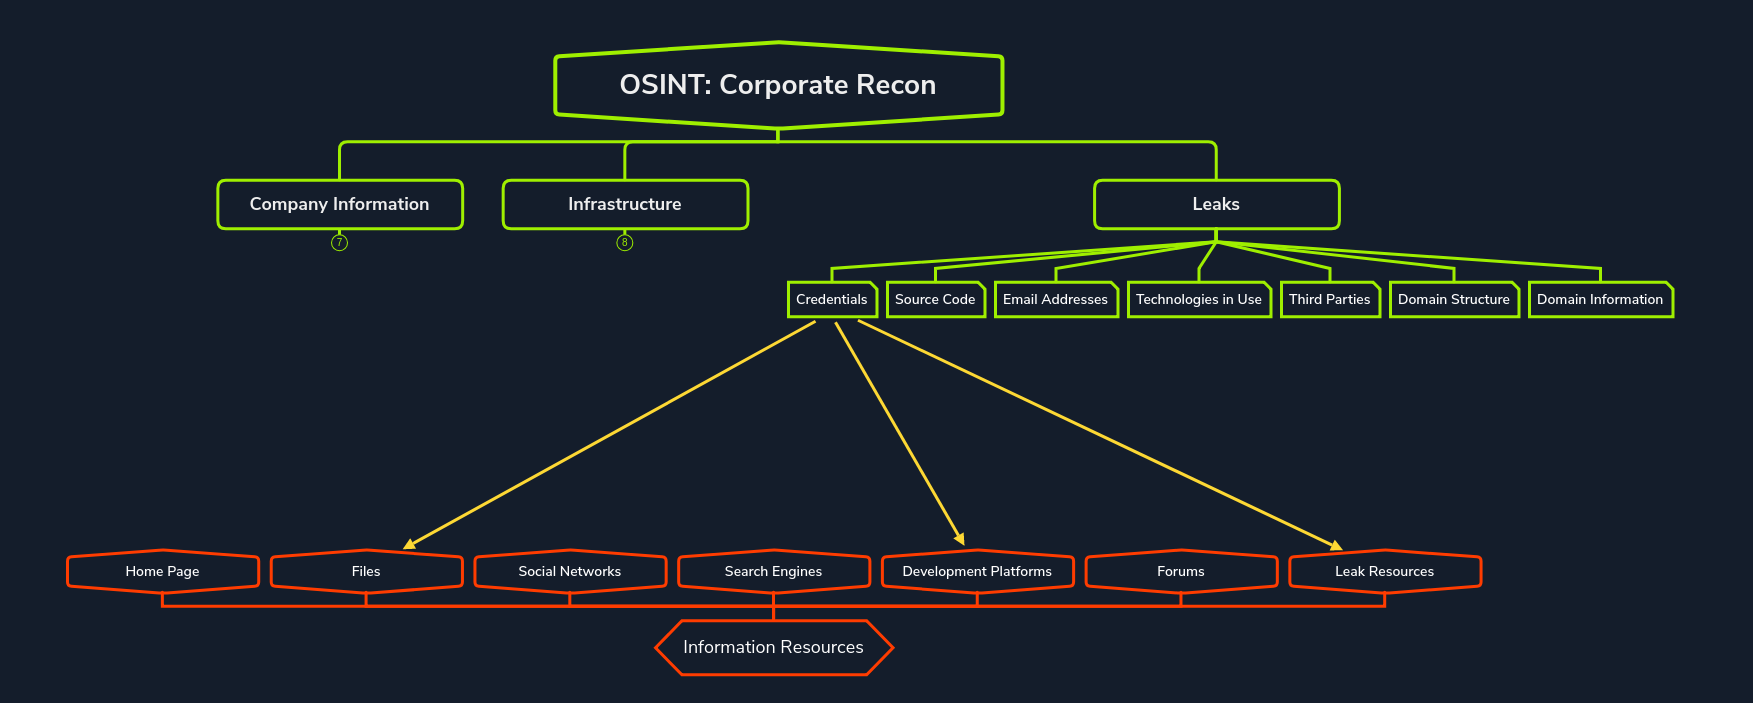 OSINT: Corporate Recon
Company Information
Infrastructure
Leaks
7
8
Credentials
Source Code
Email Addresses
Technologies in Use
Third Parties
Domain Structure
Domain Information
Home Page
Files
Social Networks
Search Engines
Development Platforms
Forums
Leak Resources
Information Resources